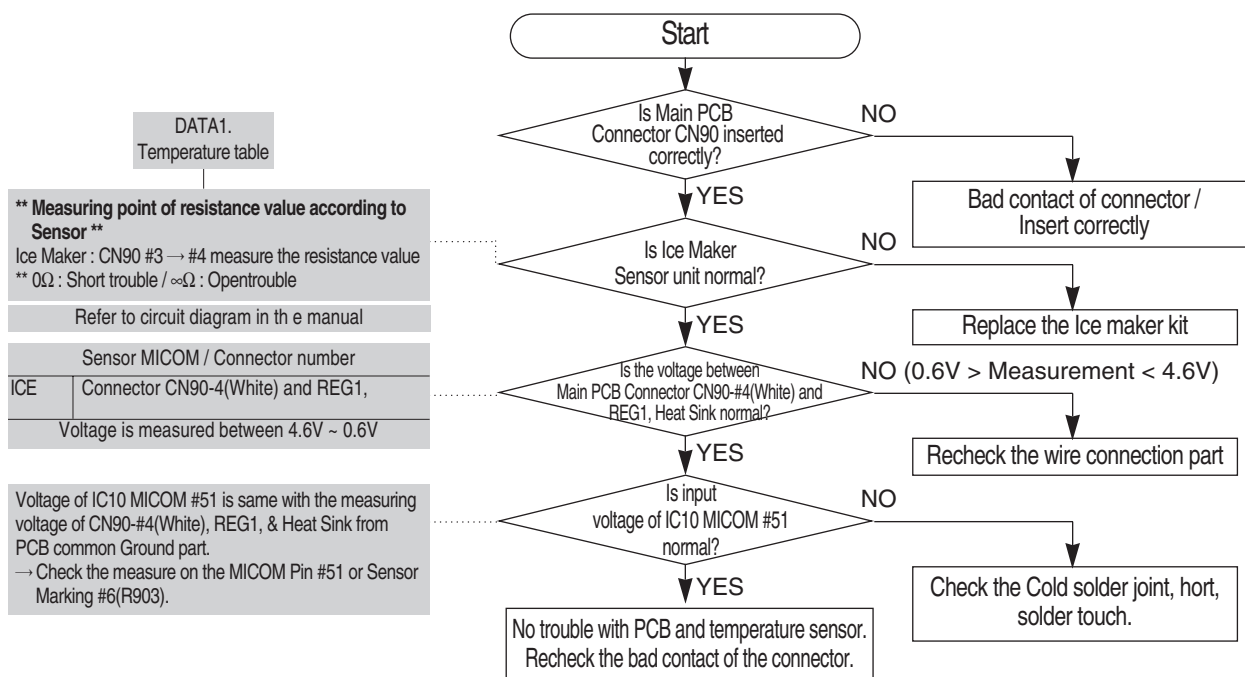 Start
Is Main PCB
Connector CN90 inserted
correctly?
NO
Bad contact of connector /
Insert correctly
YES
DATA1.
Temperature table
** Measuring point of resistance value according to
Sensor **
Ice Maker : CN90 #3 → #4 measure the resistance value
** 0Ω : Short trouble / ∞Ω : Opentrouble
Refer to circuit diagram in th e manual
Is Ice Maker
Sensor unit normal?
NO
Replace the Ice maker kit
YES
Sensor MICOM / Connector number
ICE Connector CN90-4(White) and REG1,
Voltage is measured between 4.6V ~ 0.6V
Is the voltage between
Main PCB Connector CN90-#4(White) and
REG1, Heat Sink normal?
NO (0.6V > Measurement < 4.6V)
Recheck the wire connection part
YES
Voltage of IC10 MICOM #51 is same with the measuring
voltage of CN90-#4(White), REG1, & Heat Sink from
PCB common Ground part.
→ Check the measure on the MICOM Pin #51 or Sensor
Marking #6(R903).
Is input
voltage of IC10 MICOM #51
normal?
NO
Check the Cold solder joint, hort,
solder touch.
YES
No trouble with PCB and temperature sensor.
Recheck the bad contact of the connector.